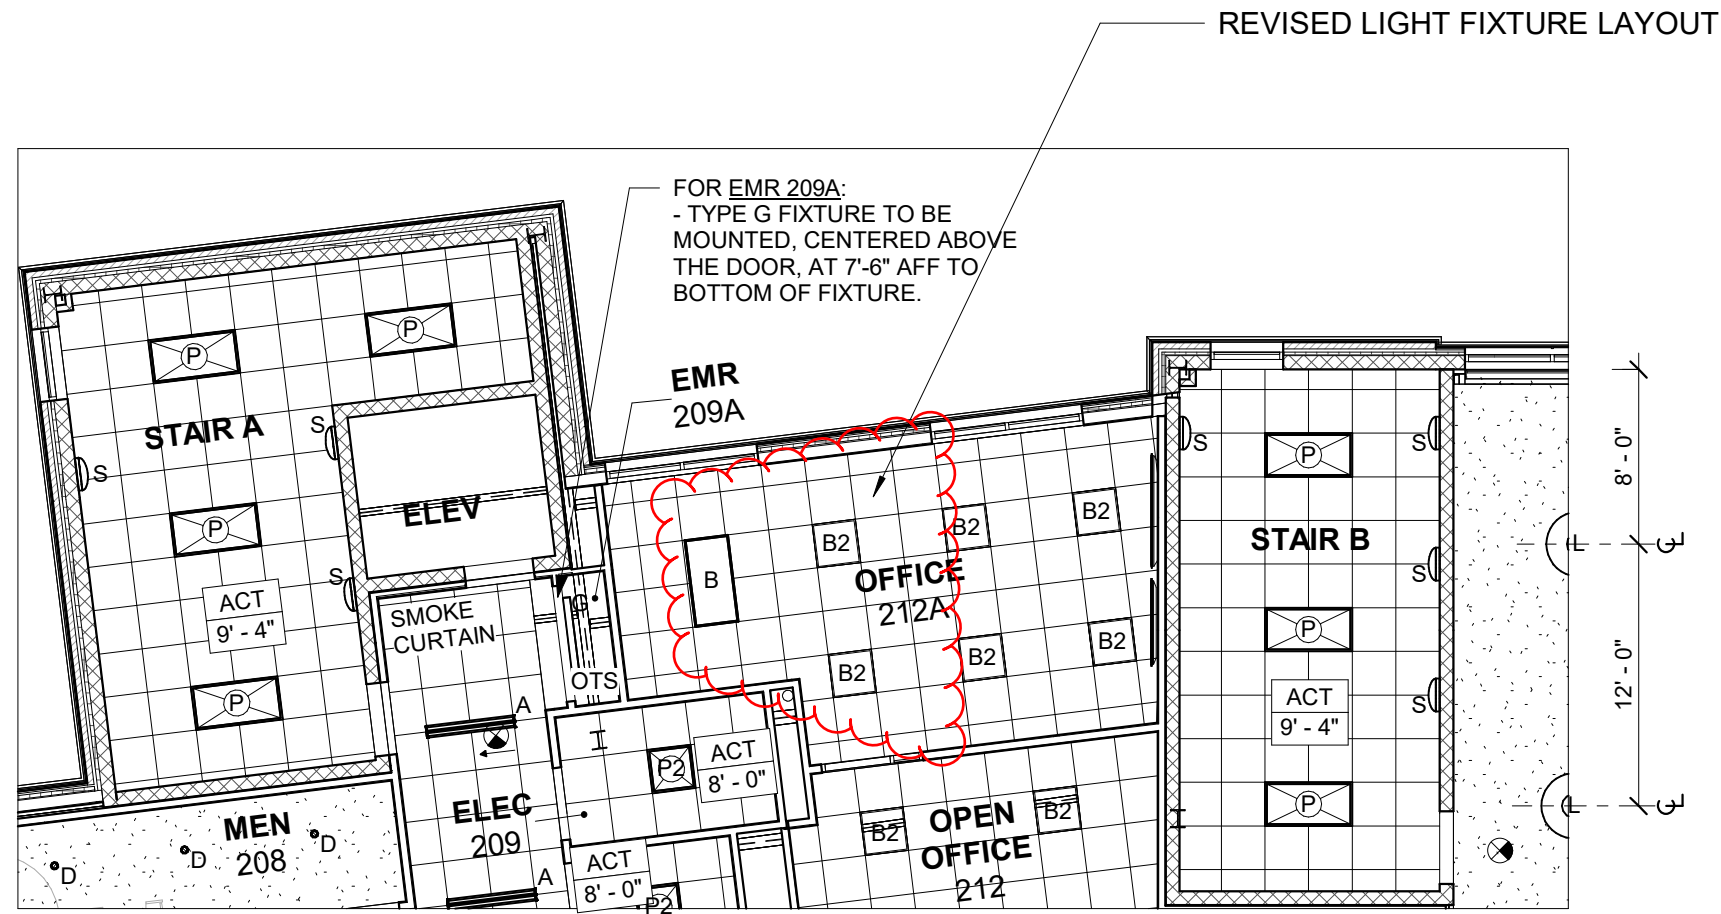 REVISED LIGHT FIXTURE LAYOUT
FOR EMR 209A:
- TYPE G FIXTURE TO BE
MOUNTED, CENTERED ABOVE
THE DOOR, AT 7'-6" AFF TO
BOTTOM OF FIXTURE.
EMR
209A
P
P
STAIR A
S
S
ELEV
P
S
ACT
9' - 4"
P
SMOKE
CURTAIN
G
OTS
A
B
B2
B2
B2
OFFICE
212A
B2
B2
B2
S
S
P
STAIR B
S
P
ACT
9' - 4"
S
P
8' - 0"
12' - 0"
L
CL
L
CL
P2
ACT
8' - 0"
ELEC
209
A
MEN
208
D
D
D
ACT
8' - 0"
P2
B2
OPEN
OFFICE
212
B2